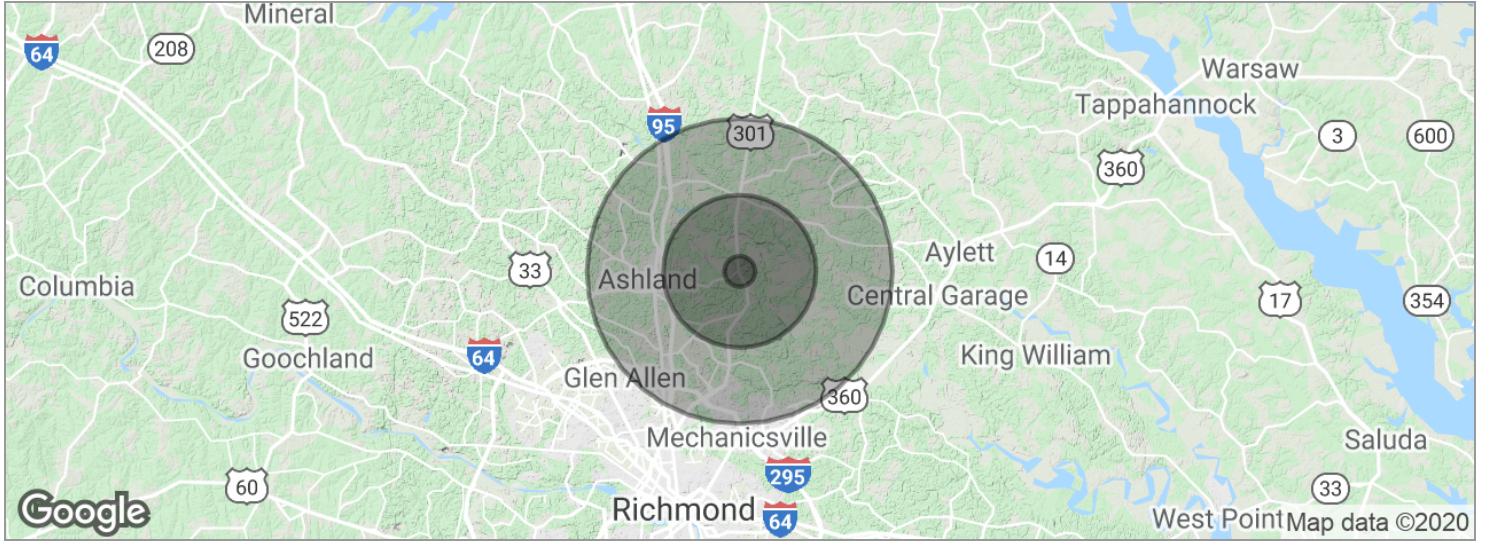 Mineral
64
208
Warsaw
Tappahannock
95
301
3
600
360
Aylett
14
33
Ashland
Columbia
Central Garage
17
354
522
Goochland
64
King William
Glen Allen
360
Mechanicsville
Saluda
295
60
33
Google
Richmond
64
West Point
Map data ©2020